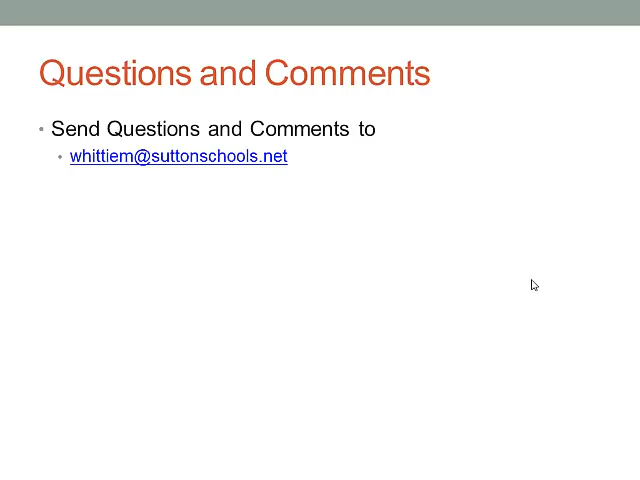 Questions and Comments
• Send Questions and Comments to
• whittiem@suttonschools.net